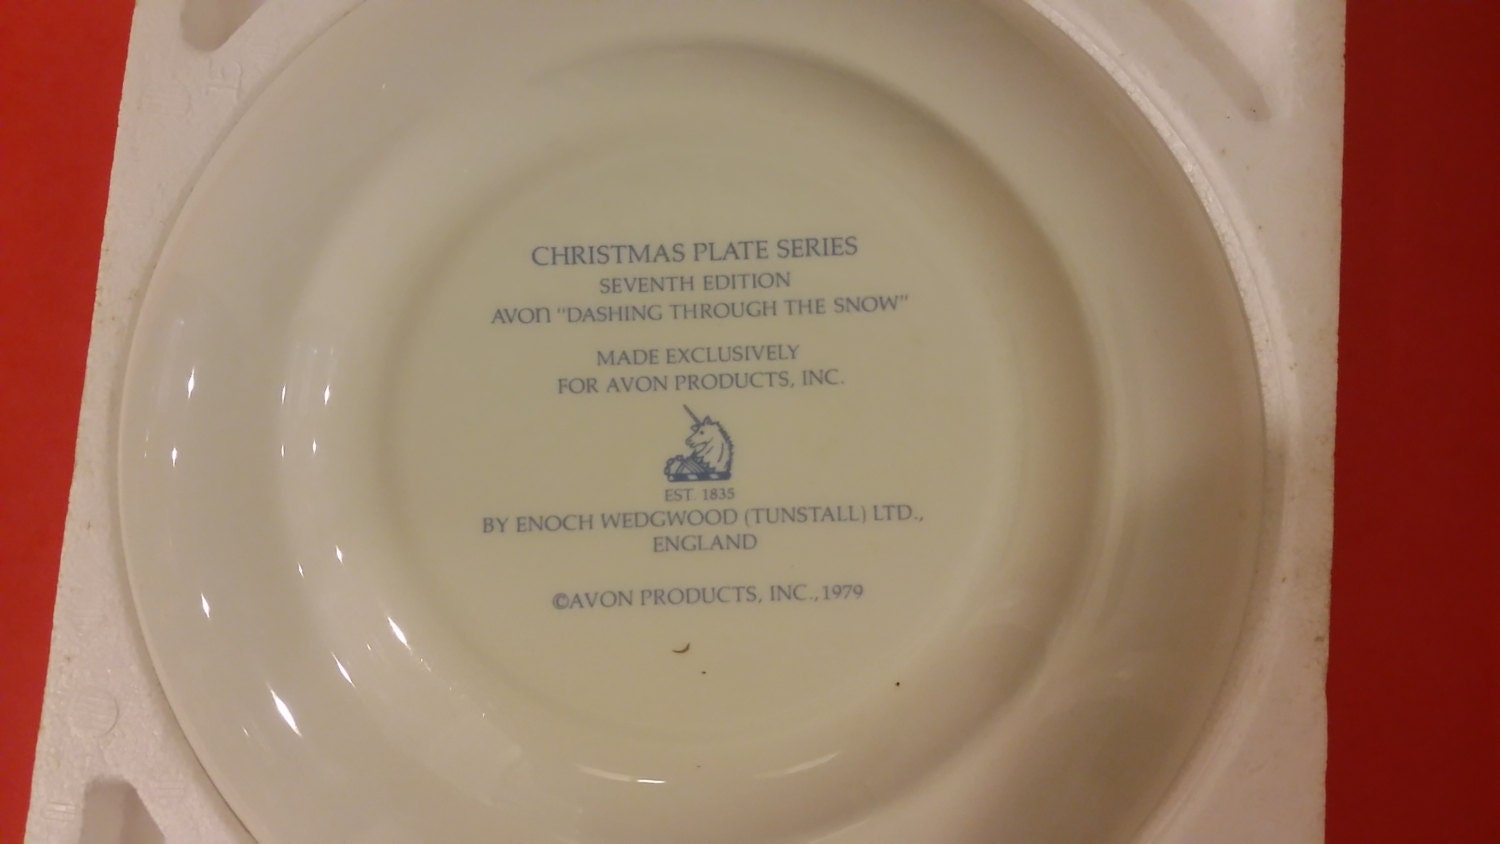 CHRISTMAS PLATE SERIES
SEVENTH EDITION
AVON "DASHING THROUGH THE SNOW"
MADE EXCLUSIVELY
FOR AVON PRODUCTS, INC.
EST. 1835
BY ENOCH WEDGWOOD (TUNSTALL) LTD.,
ENGLAND
©AVON PRODUCTS, INC., 1979